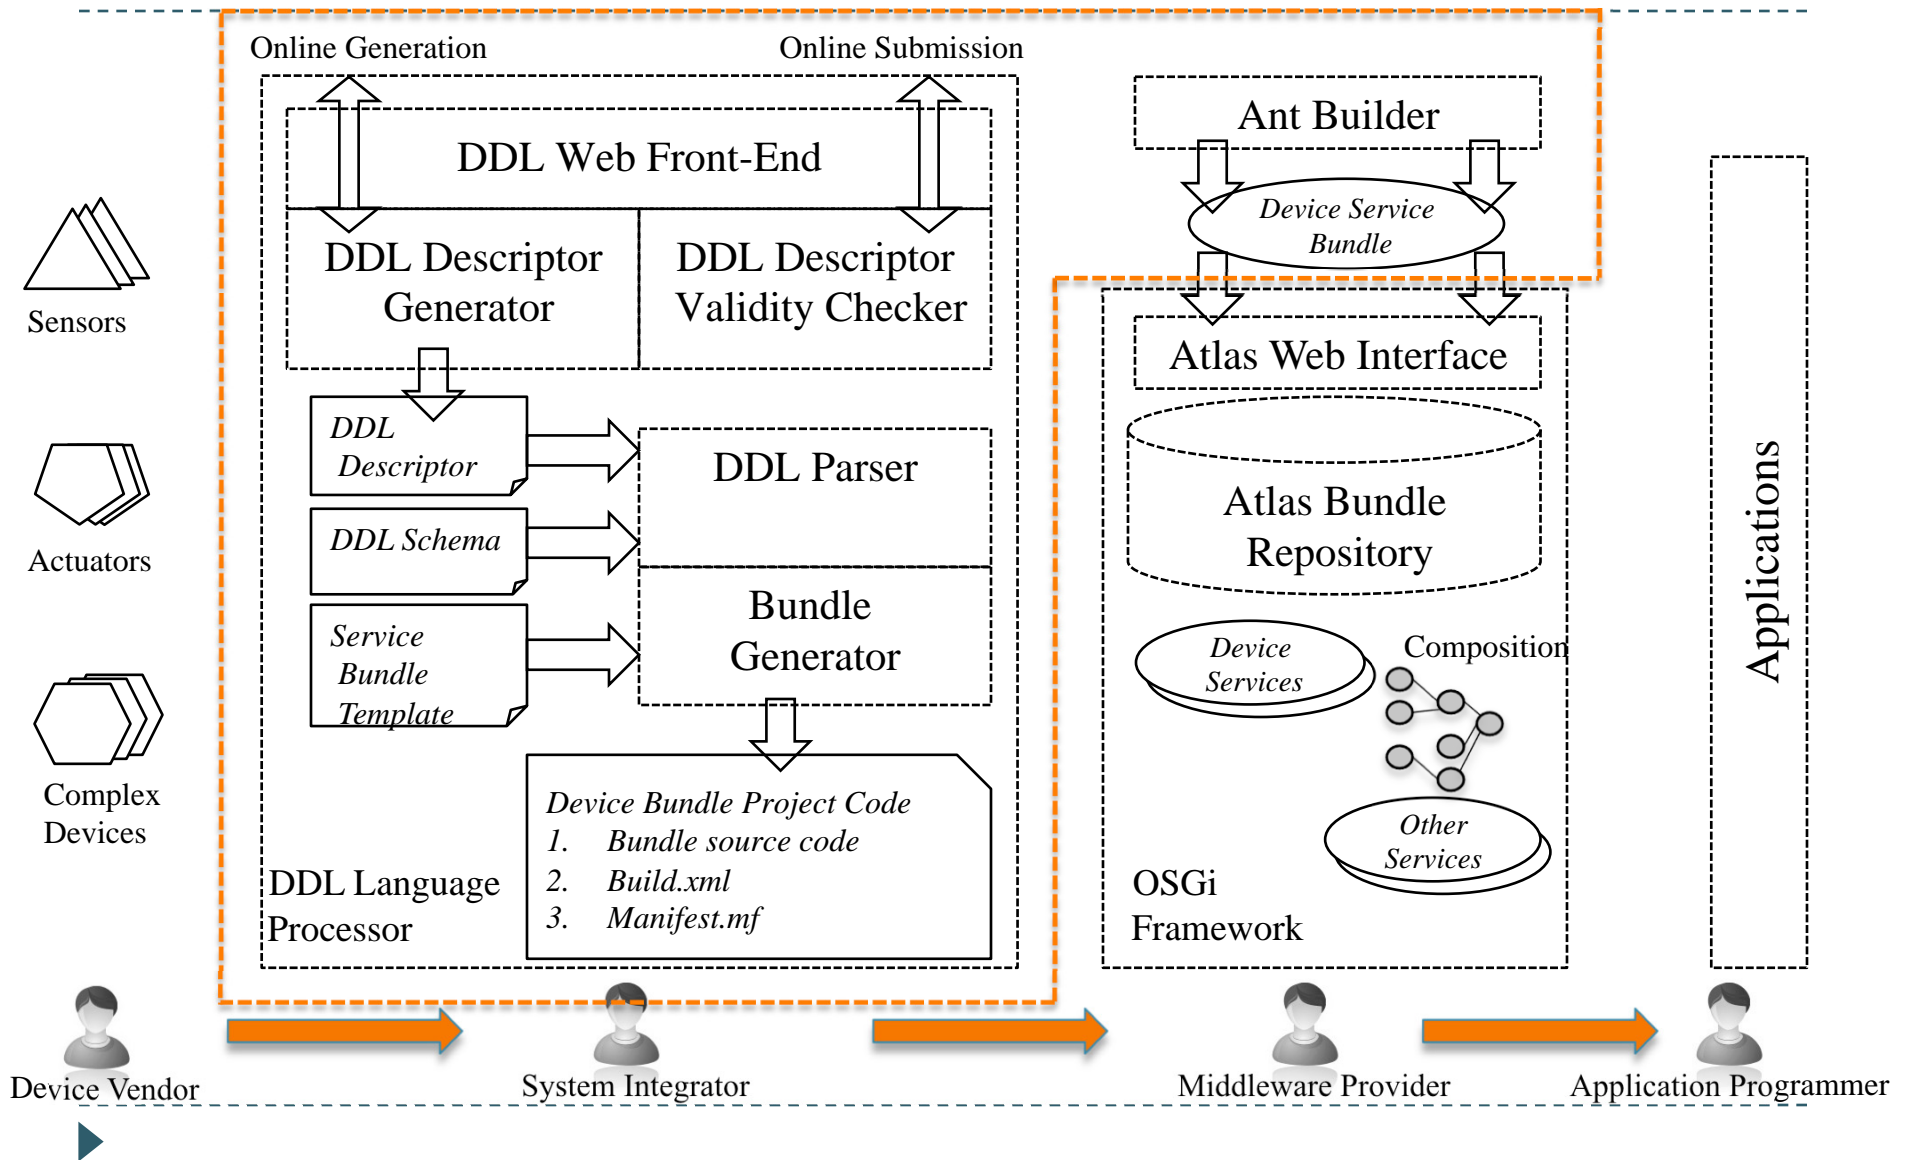 Online Generation
Online Submission
DDL Web Front-End
DDL Descriptor
Generator
DDL Descriptor
Validity Checker
DDL
Descriptor
DDL Schema
Service
Bundle
Template
DDL Parser
Bundle
Generator
Device Bundle Project Code
1. Bundle source code
2. Build.xml
3. Manifest.mf
DDL Language
Processor
Ant Builder
Device Service
Bundle
Atlas Web Interface
Atlas Bundle
Repository
Device
Services
Composition
Other
Services
OSGi
Framework
Applications
Sensors
Actuators
Complex
Devices
Device Vendor
System Integrator
Middleware Provider
Application Programmer